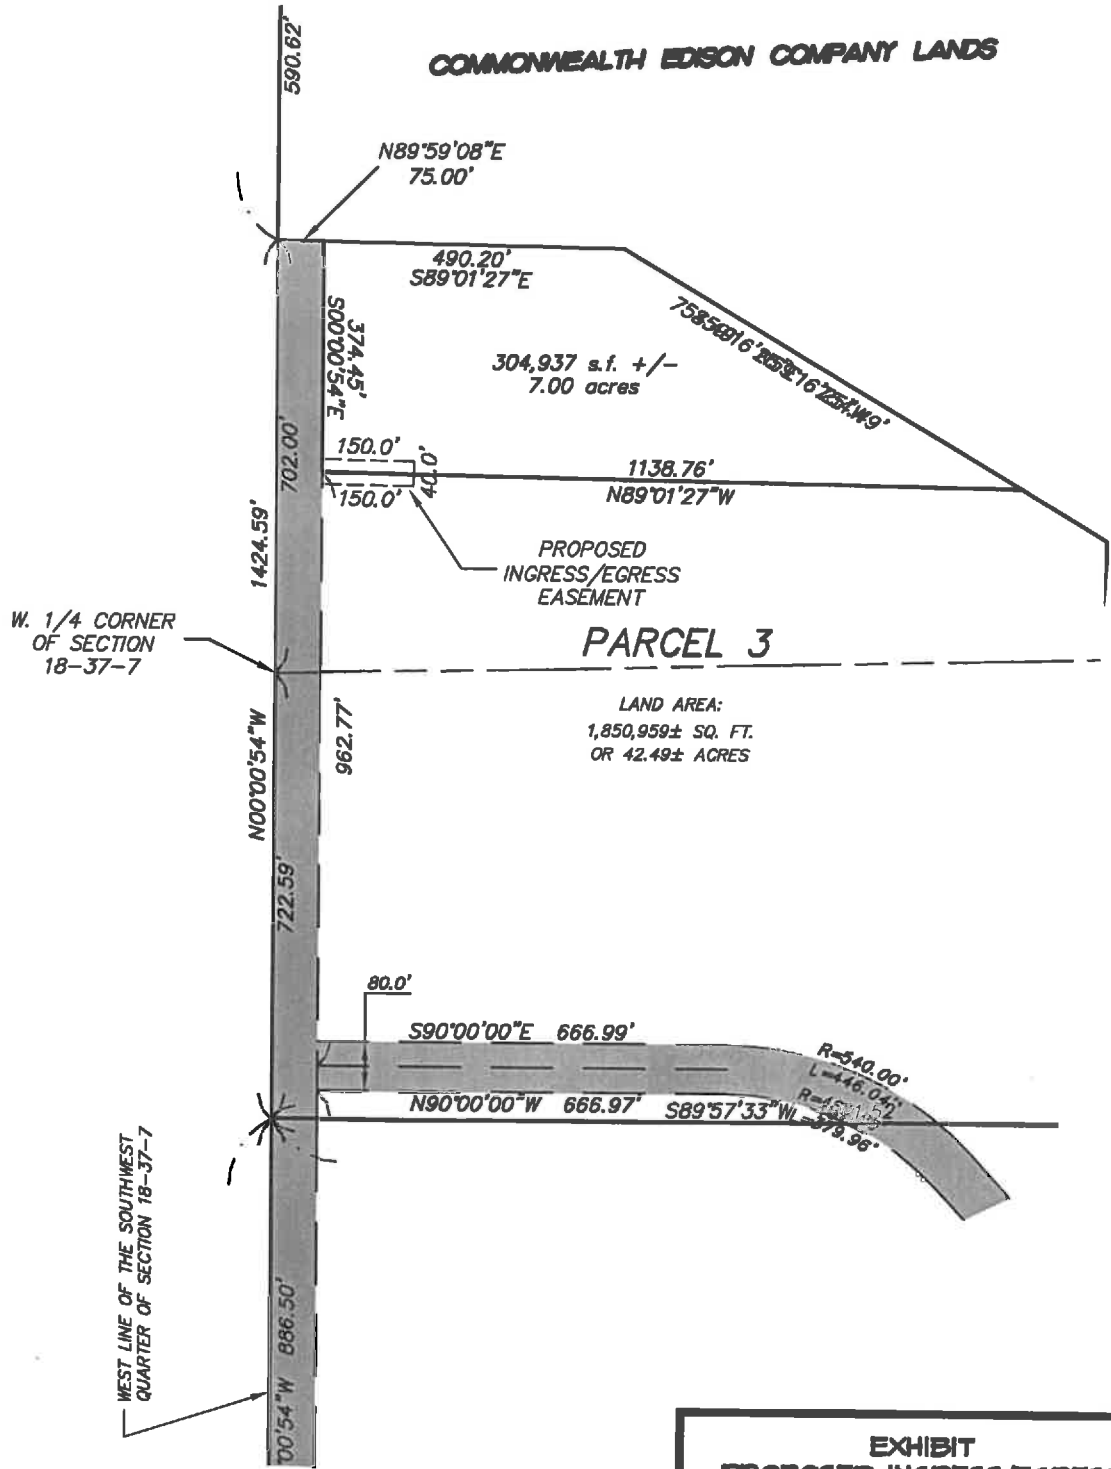 590.62'
COMMONWEALTH EDISON COMPANY LANDS
N89°59'08"E
75.00'
490.20'
S89°01'27"E
374.45'
S00°00'54"E
304,937 s.f. +/-
7.00 acres
702.00'
150.0'
40.0'
150.0'
1138.76'
N89°01'27"W
1424.59'
PROPOSED
INGRESS/EGRESS
EASEMENT
W. 1/4 CORNER
OF SECTION
18-37-7
PARCEL 3
LAND AREA:
1,850,959± SQ. FT.
OR 42.49± ACRES
962.77'
N00°00'54"W
722.59'
80.0'
S90°00'00"E 666.99'
R=540.00'
L=446.04'
N90°00'00"W 666.97'
S89°57'33"W
L=379.96'
WEST LINE OF THE SOUTHWEST
QUARTER OF SECTION 18-37-7
00'54"W 886.50'
EXHIBIT